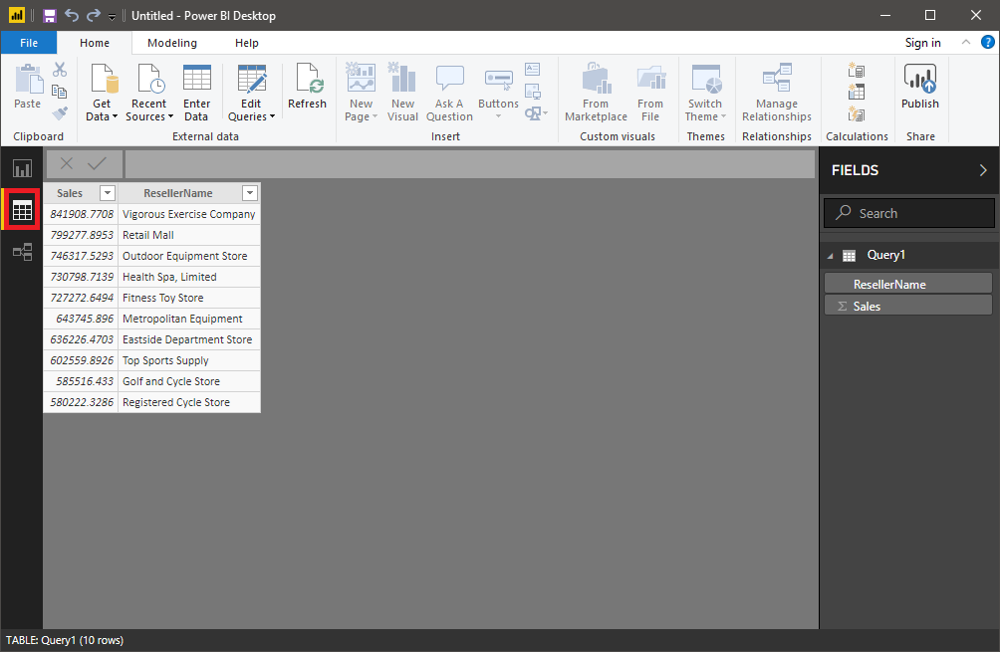 Untitled - Power BI Desktop
File Home Modeling Help Sign in ?
Paste
Get Data
Recent Sources
Enter Data
Edit Queries
Refresh
New Page
New Visual
Ask A Question
Buttons
From Marketplace
From File
Switch Theme
Manage Relationships
Publish
Clipboard External data Insert Custom visuals Themes Relationships Calculations Share
FIELDS
Search
Query1
ResellerName
Σ Sales
Sales ResellerName
841908.7708 Vigorous Exercise Company
799277.8953 Retail Mall
746317.5293 Outdoor Equipment Store
730798.7139 Health Spa, Limited
727272.6494 Fitness Toy Store
643745.896 Metropolitan Equipment
636226.4703 Eastside Department Store
602559.8926 Top Sports Supply
585516.433 Golf and Cycle Store
580222.3286 Registered Cycle Store
TABLE: Query1 (10 rows)